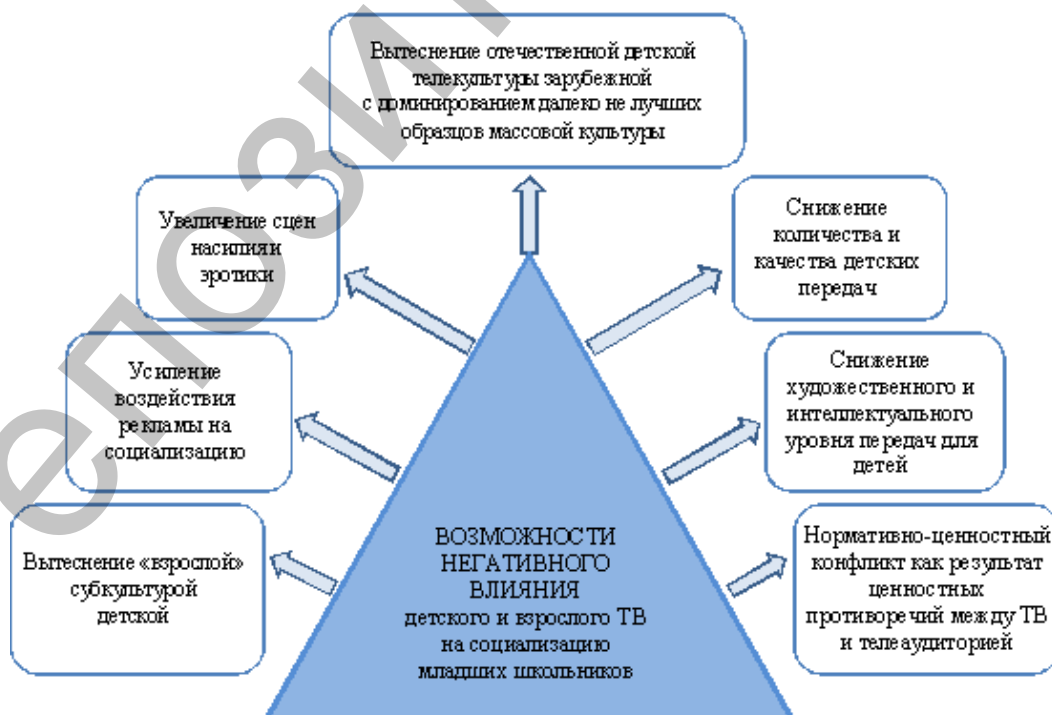 Вытеснение отечественной детской
телекультуры зарубежной
с доминированием далеко не лучших
образцов массовой культуры
Увеличение сцен
насилияи
эротики
Снижение
количества и
качества детских
передач
Усиление
воздействия
рекламы на
социализацию
Снижение
художественного и
интеллектуального
уровня передач для
детей
Вытеснение «взрослой»
субкультурой
детской
ВОЗМОЖНОСТИ
НЕГАТИВНОГО
ВЛИЯНИЯ
детского и взрослого ТВ
на социализацию
младших школьников
Нормативно-ценностный
конфликт как результат
ценностных
противоречий между ТВ
и телеаудиторией